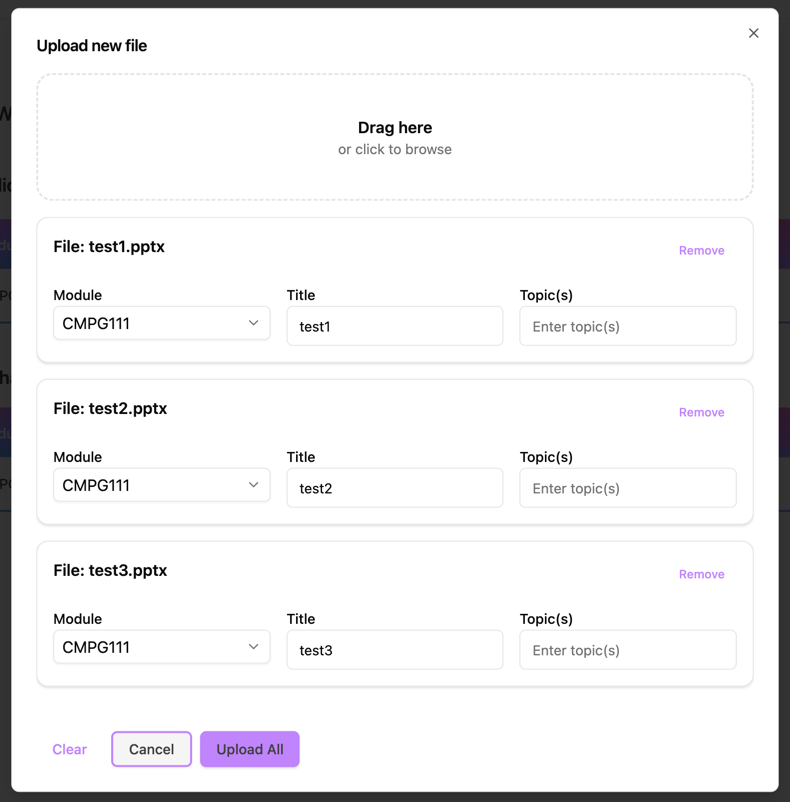 Upload new file
Drag here
or click to browse
File: test1.pptx
Remove
Module Title Topic(s)
CMPG111 test1 Enter topic(s)
File: test2.pptx
Remove
Module Title Topic(s)
CMPG111 test2 Enter topic(s)
File: test3.pptx
Remove
Module Title Topic(s)
CMPG111 test3 Enter topic(s)
Clear Cancel Upload All